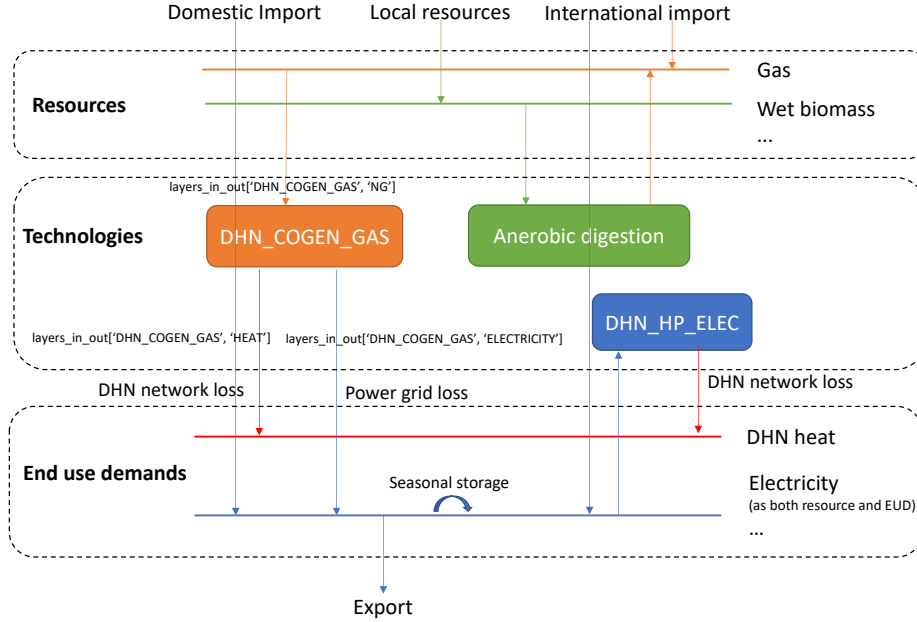 Domestic Import
Local resources
International import
Gas
Resources
Wet biomass
...
layers_in_out['DHN_COGEN_GAS', 'NG']
Technologies
DHN_COGEN_GAS
Anerobic digestion
DHN_HP_ELEC
layers_in_out['DHN_COGEN_GAS', 'HEAT']
layers_in_out['DHN_COGEN_GAS', 'ELECTRICITY']
DHN network loss
Power grid loss
DHN network loss
DHN heat
End use demands
Seasonal storage
Electricity
(as both resource and EUD)
...
Export